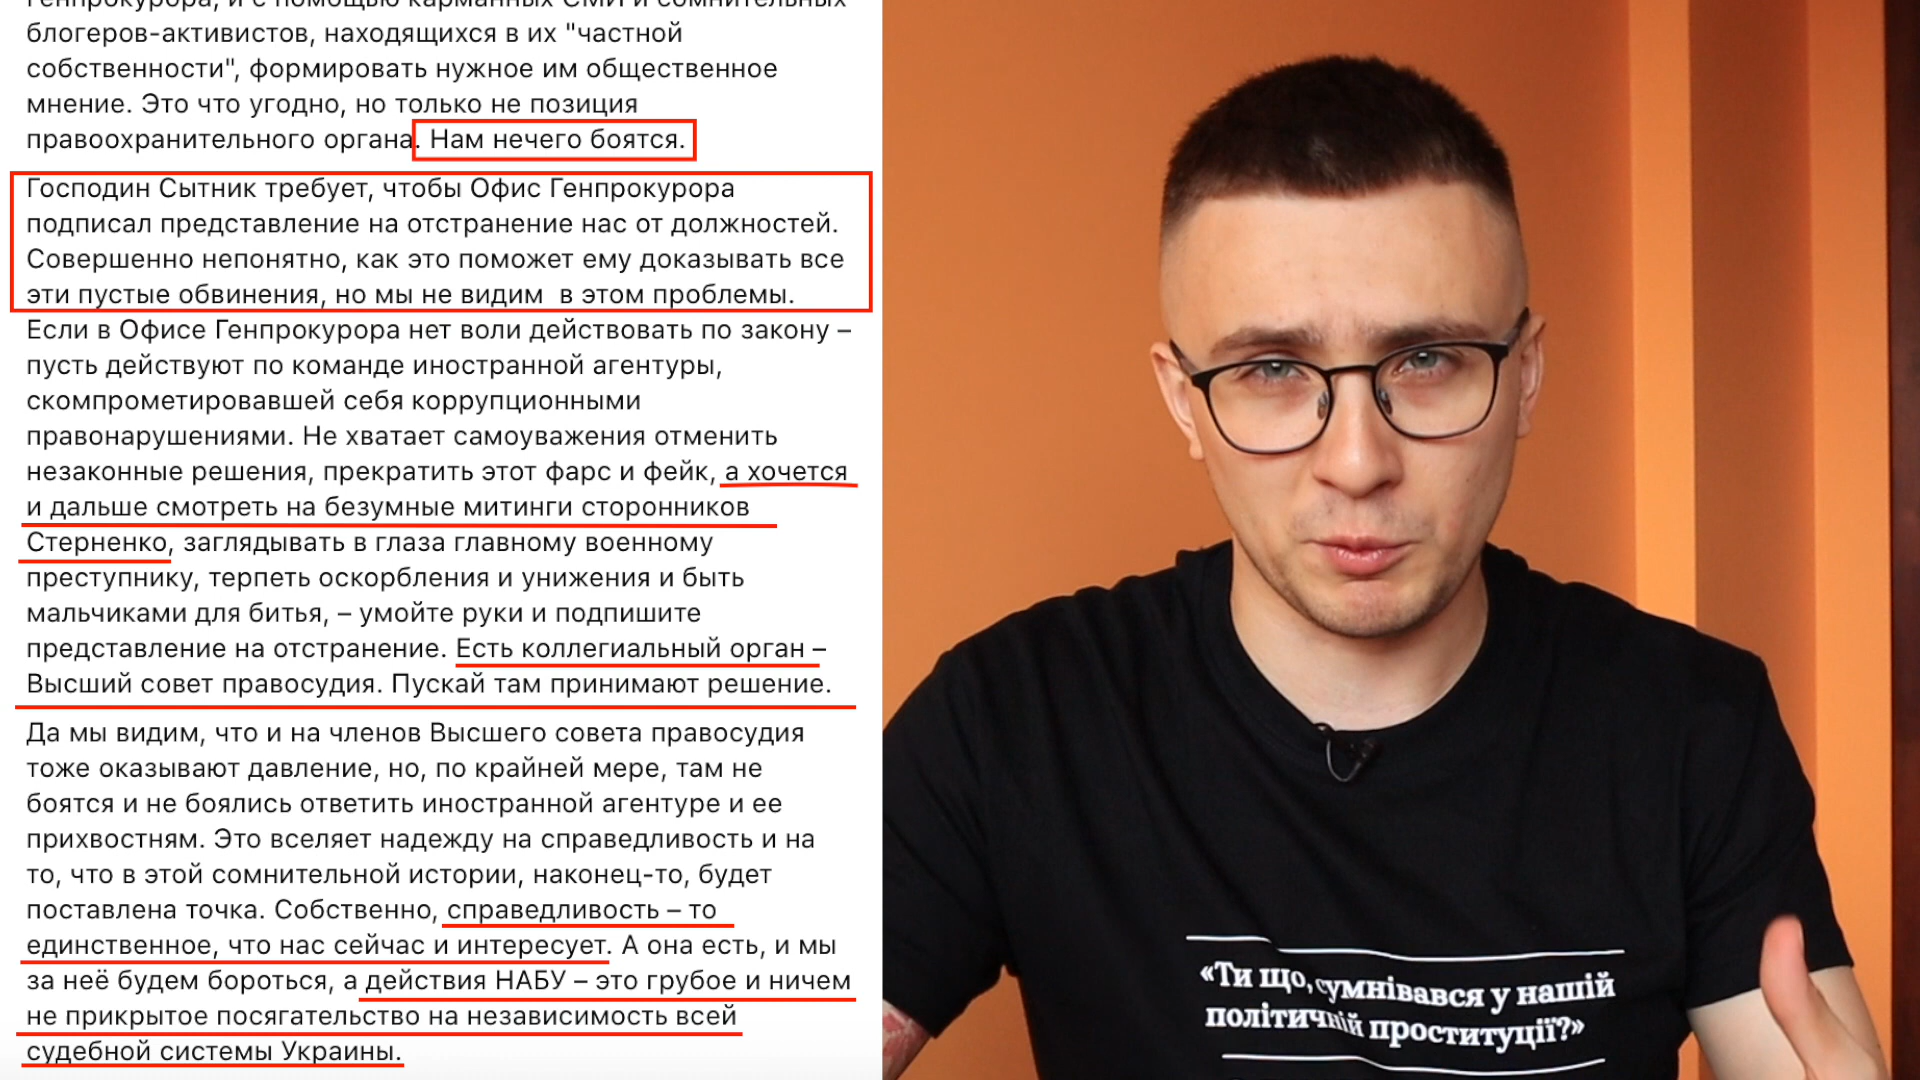 Генпрокурора, и с помощью карманных СМИ и сомнительных
блогеров-активистов, находящихся в их "частной
собственности", формировать нужное им общественное
мнение. Это что угодно, но только не позиция
правоохранительного органа. Нам нечего боятся.
Господин Сытник требует, чтобы Офис Генпрокурора
подписал представление на отстранение нас от должностей.
Совершенно непонятно, как это поможет ему доказывать все
эти пустые обвинения, но мы не видим  в этом проблемы.
Если в Офисе Генпрокурора нет воли действовать по закону –
пусть действуют по команде иностранной агентуры,
скомпрометировавшей себя коррупционными
правонарушениями. Не хватает самоуважения отменить
незаконные решения, прекратить этот фарс и фейк, а хочется
и дальше смотреть на безумные митинги сторонников
Стерненко, заглядывать в глаза главному военному
преступнику, терпеть оскорбления и унижения и быть
мальчиками для битья, – умойте руки и подпишите
представление на отстранение. Есть коллегиальный орган –
Высший совет правосудия. Пускай там принимают решение.
Да мы видим, что и на членов Высшего совета правосудия
тоже оказывают давление, но, по крайней мере, там не
боятся и не боялись ответить иностранной агентуре и ее
прихвостням. Это вселяет надежду на справедливость и на
то, что в этой сомнительной истории, наконец-то, будет
поставлена точка. Собственно, справедливость – то
единственное, что нас сейчас и интересует. А она есть, и мы
за неё будем бороться, а действия НАБУ – это грубое и ничем
не прикрытое посягательство на независимость всей
судебной системы Украины.
«Ти що, сумнівався у нашій
політичній проституції?»